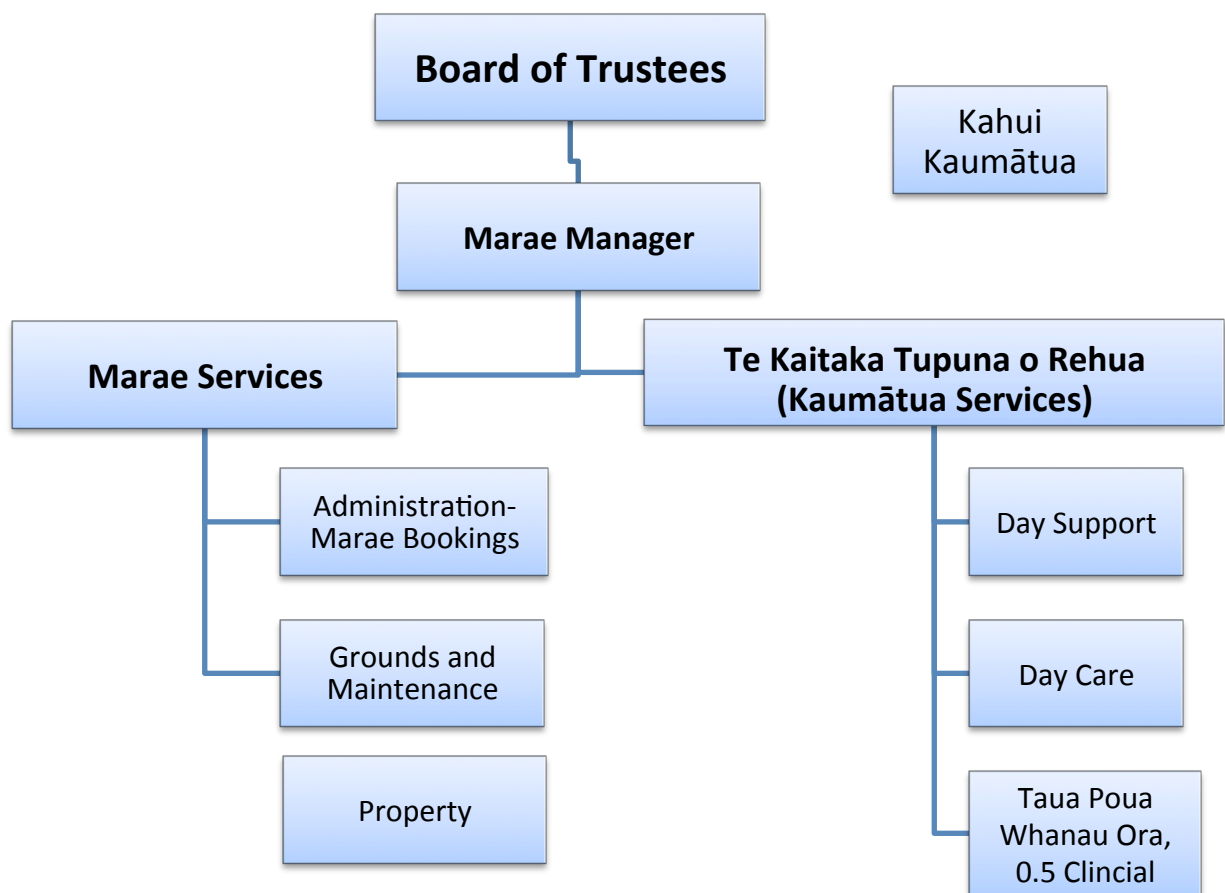 Board of Trustees
Kahui
Kaumātua
Marae Manager
Marae Services
Te Kaitaka Tupuna o Rehua
(Kaumātua Services)
Administration-
Marae Bookings
Day Support
Grounds and
Maintenance
Day Care
Property
Taua Poua
Whanau Ora,
0.5 Clincial